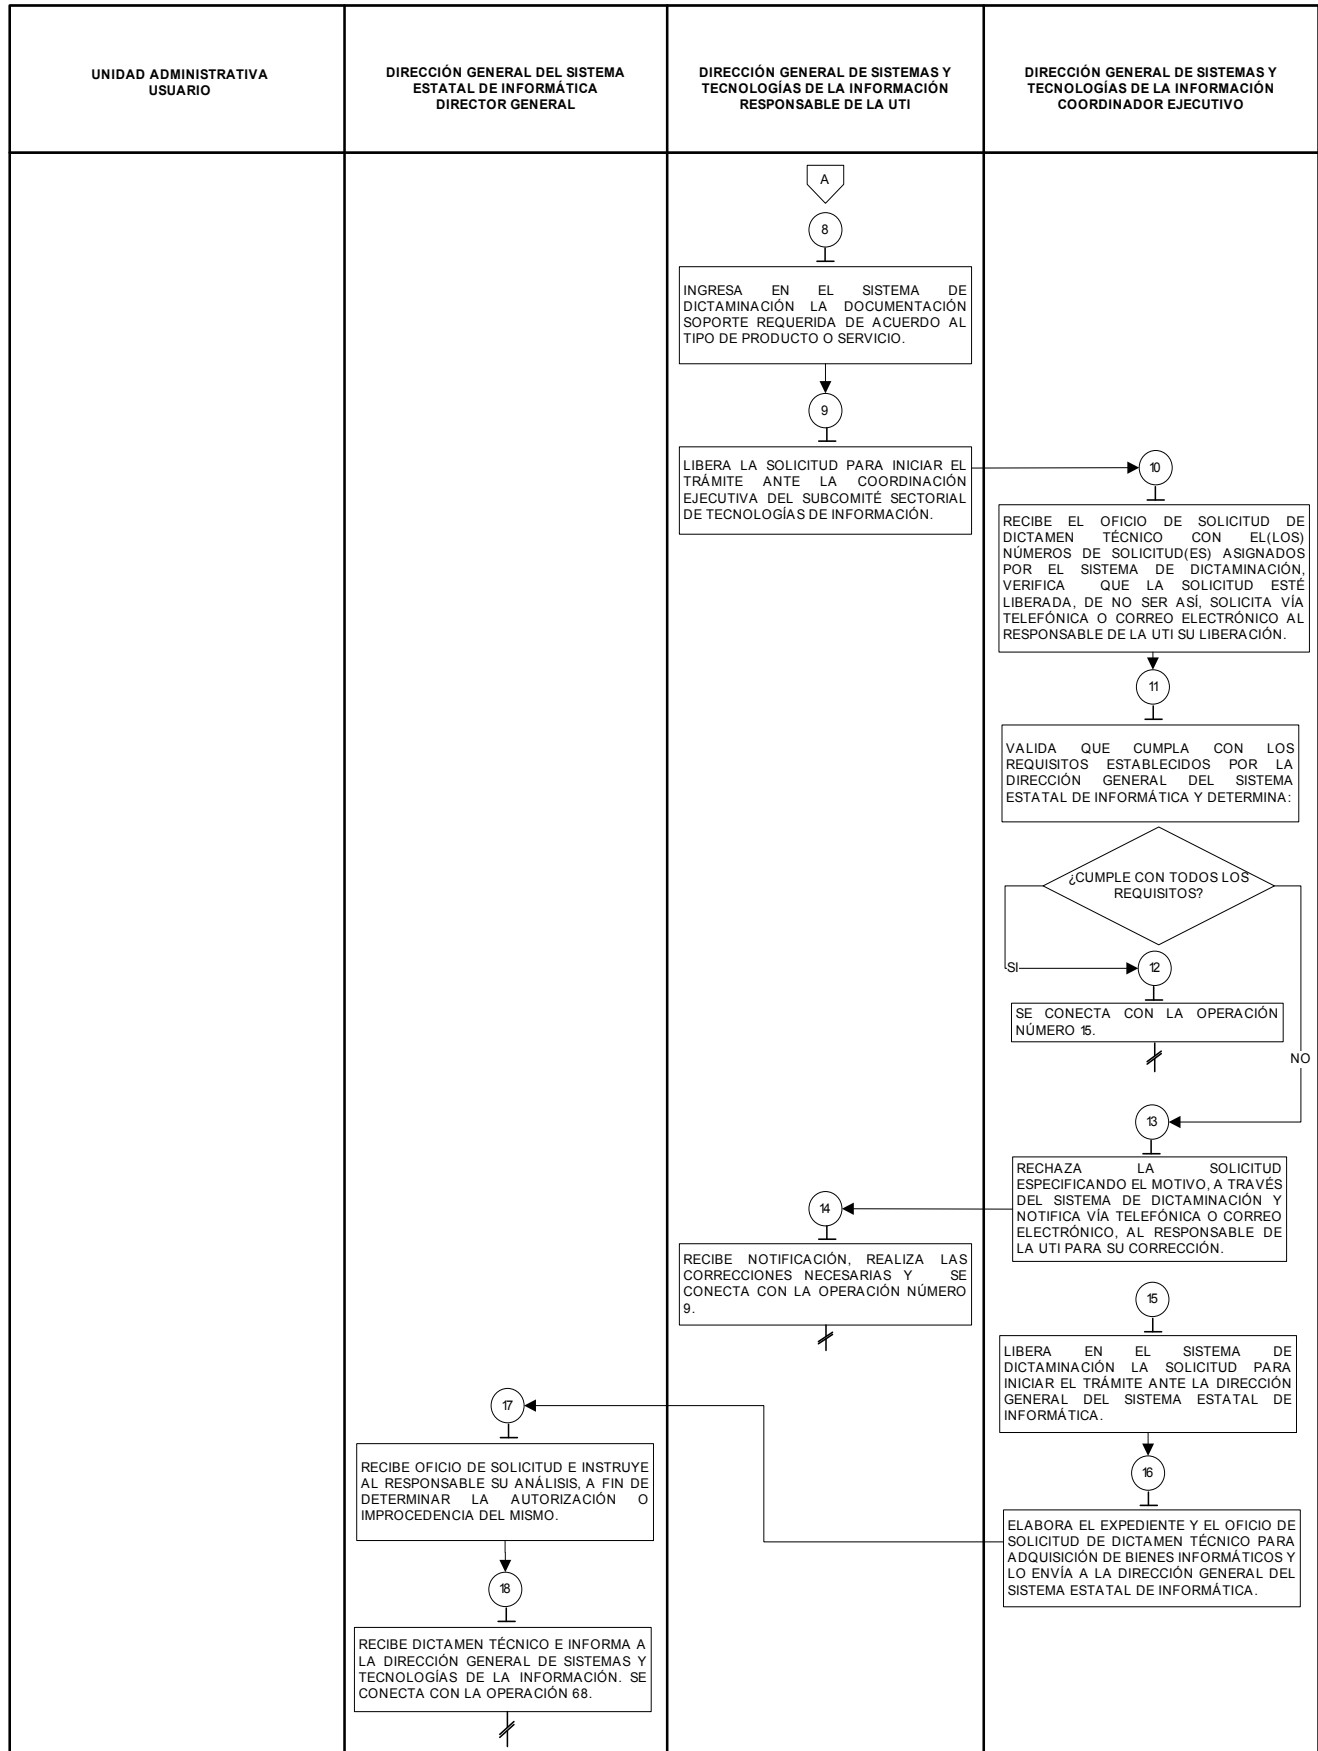 UNIDAD ADMINISTRATIVA
USUARIO
DIRECCIÓN GENERAL DEL SISTEMA
ESTATAL DE INFORMÁTICA
DIRECTOR GENERAL
DIRECCIÓN GENERAL DE SISTEMAS Y
TECNOLOGÍAS DE LA INFORMACIÓN
RESPONSABLE DE LA UTI
DIRECCIÓN GENERAL DE SISTEMAS Y
TECNOLOGÍAS DE LA INFORMACIÓN
COORDINADOR EJECUTIVO
A
8
INGRESA EN EL SISTEMA DE
DICTAMINACIÓN LA DOCUMENTACIÓN
SOPORTE REQUERIDA DE ACUERDO AL
TIPO DE PRODUCTO O SERVICIO.
9
LIBERA LA SOLICITUD PARA INICIAR EL
TRÁMITE ANTE LA COORDINACIÓN
EJECUTIVA DEL SUBCOMITÉ SECTORIAL
DE TECNOLOGÍAS DE INFORMACIÓN.
10
RECIBE EL OFICIO DE SOLICITUD DE
DICTAMEN TÉCNICO CON EL(LOS)
NÚMEROS DE SOLICITUD(ES) ASIGNADOS
POR EL SISTEMA DE DICTAMINACIÓN,
VERIFICA QUE LA SOLICITUD ESTÉ
LIBERADA, DE NO SER ASÍ, SOLICITA VÍA
TELEFÓNICA O CORREO ELECTRÓNICO AL
RESPONSABLE DE LA UTI SU LIBERACIÓN.
11
VALIDA QUE CUMPLA CON LOS
REQUISITOS ESTABLECIDOS POR LA
DIRECCIÓN GENERAL DEL SISTEMA
ESTATAL DE INFORMÁTICA Y DETERMINA:
¿CUMPLE CON TODOS LOS
REQUISITOS?
SI
12
SE CONECTA CON LA OPERACIÓN
NÚMERO 15.
NO
13
RECHAZA LA SOLICITUD
ESPECIFICANDO EL MOTIVO, A TRAVÉS
DEL SISTEMA DE DICTAMINACIÓN Y
NOTIFICA VÍA TELEFÓNICA O CORREO
ELECTRÓNICO, AL RESPONSABLE DE
LA UTI PARA SU CORRECCIÓN.
14
RECIBE NOTIFICACIÓN, REALIZA LAS
CORRECCIONES NECESARIAS Y SE
CONECTA CON LA OPERACIÓN NÚMERO
9.
15
LIBERA EN EL SISTEMA DE
DICTAMINACIÓN LA SOLICITUD PARA
INICIAR EL TRÁMITE ANTE LA DIRECCIÓN
GENERAL DEL SISTEMA ESTATAL DE
INFORMÁTICA.
16
ELABORA EL EXPEDIENTE Y EL OFICIO DE
SOLICITUD DE DICTAMEN TÉCNICO PARA
ADQUISICIÓN DE BIENES INFORMÁTICOS Y
LO ENVÍA A LA DIRECCIÓN GENERAL DEL
SISTEMA ESTATAL DE INFORMÁTICA.
17
RECIBE OFICIO DE SOLICITUD E INSTRUYE
AL RESPONSABLE SU ANÁLISIS, A FIN DE
DETERMINAR LA AUTORIZACIÓN O
IMPROCEDENCIA DEL MISMO.
18
RECIBE DICTAMEN TÉCNICO E INFORMA A
LA DIRECCIÓN GENERAL DE SISTEMAS Y
TECNOLOGÍAS DE LA INFORMACIÓN. SE
CONECTA CON LA OPERACIÓN 68.